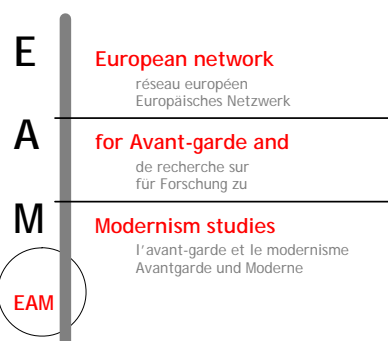 E
European network
réseau européen
Europäisches Netzwerk
A
for Avant-garde and
de recherche sur
für Forschung zu
M
Modernism studies
l'avant-garde et le modernisme
Avantgarde und Moderne
EAM